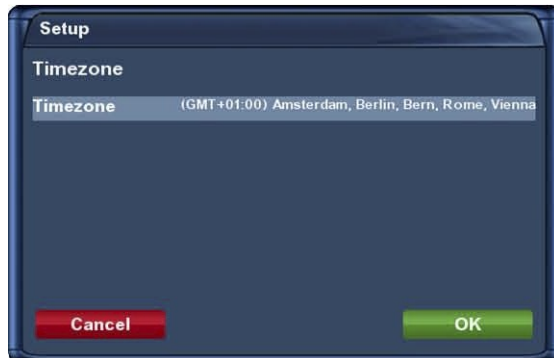 Setup
Timezone
Timezone (GMT+01:00) Amsterdam, Berlin, Bern, Rome, Vienna
Cancel OK